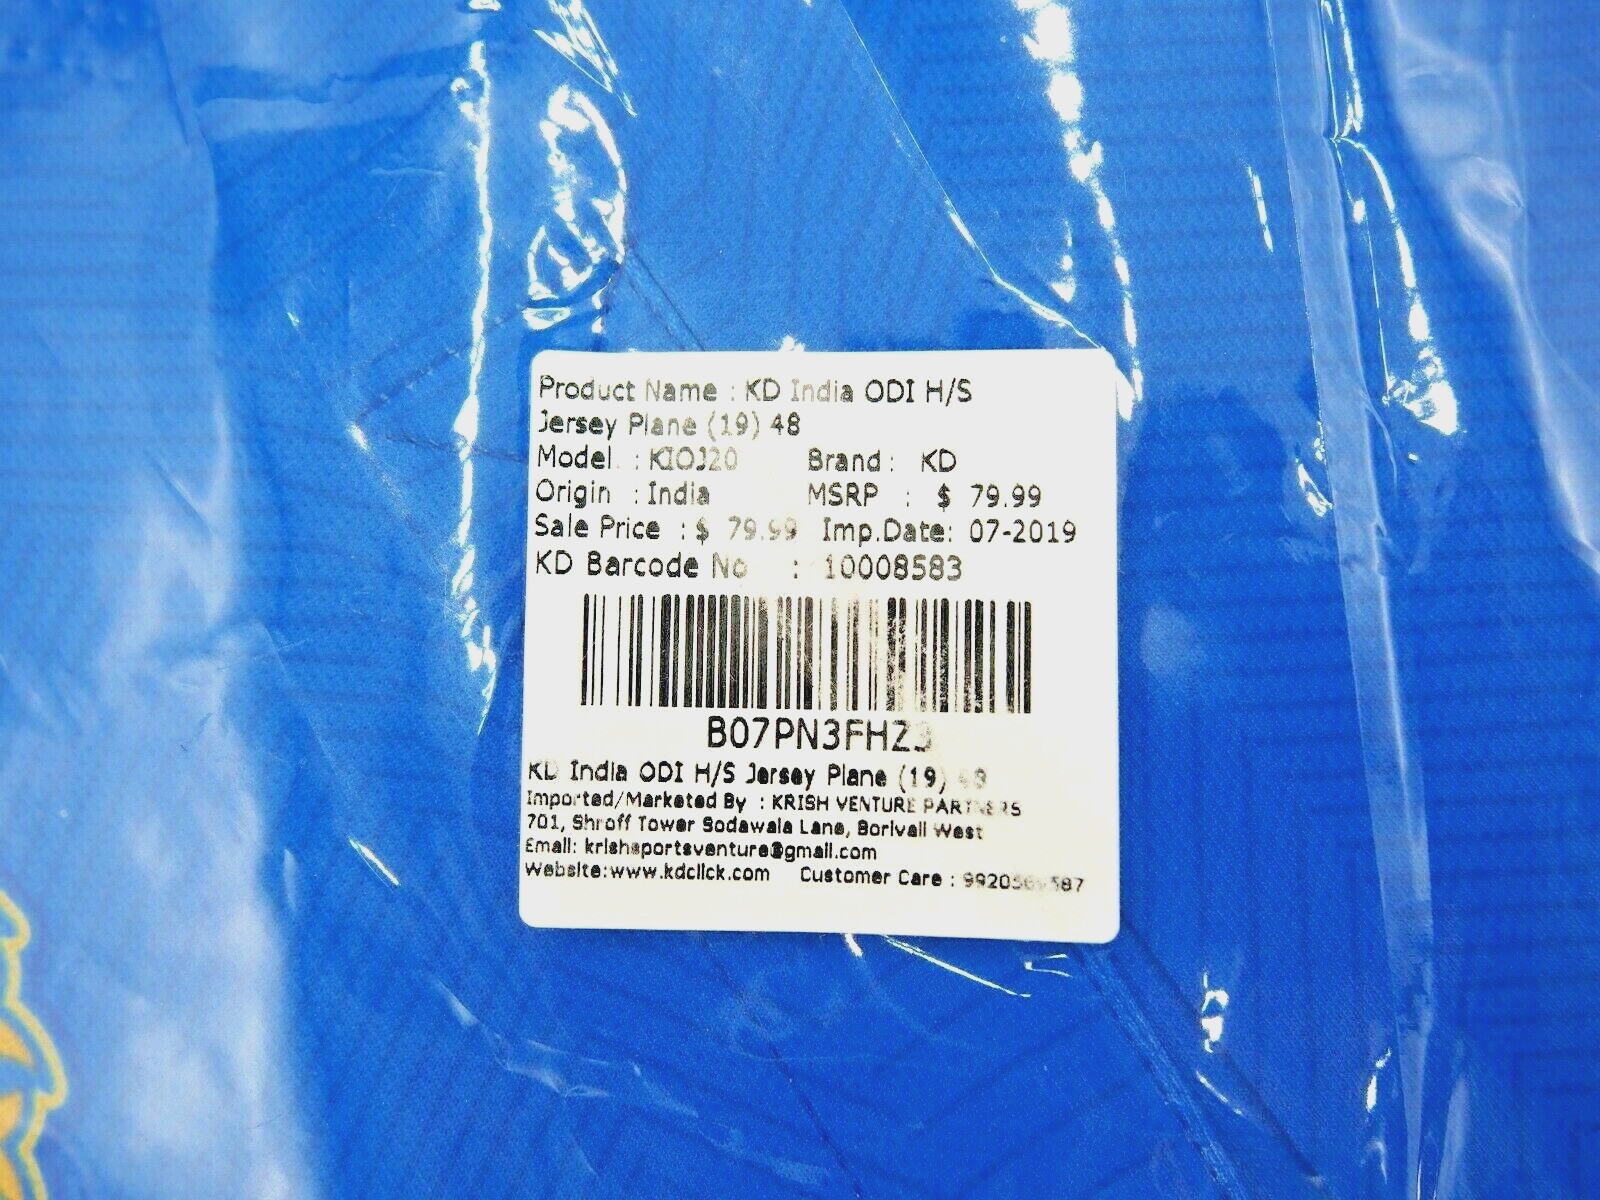 Product Name : KD India ODI H/S
Jersey Plane (19) 48
Model. : KIOJ20 Brand : KD
Origin : India MSRP : $ 79.99
Sale Price : $ 79.99 Imp.Date: 07-2019
KD Barcode No : 10008583
B07PN3FHZ3
KD India ODI H/S Jersey Plane (19) 48
Imported/Marketed By : KRISH VENTURE PARTNERS
701, Shroff Tower Sodawala Lane, Borivali West
Email: krishsportsventure@gmail.com
Website:www.kdclick.com Customer Care :